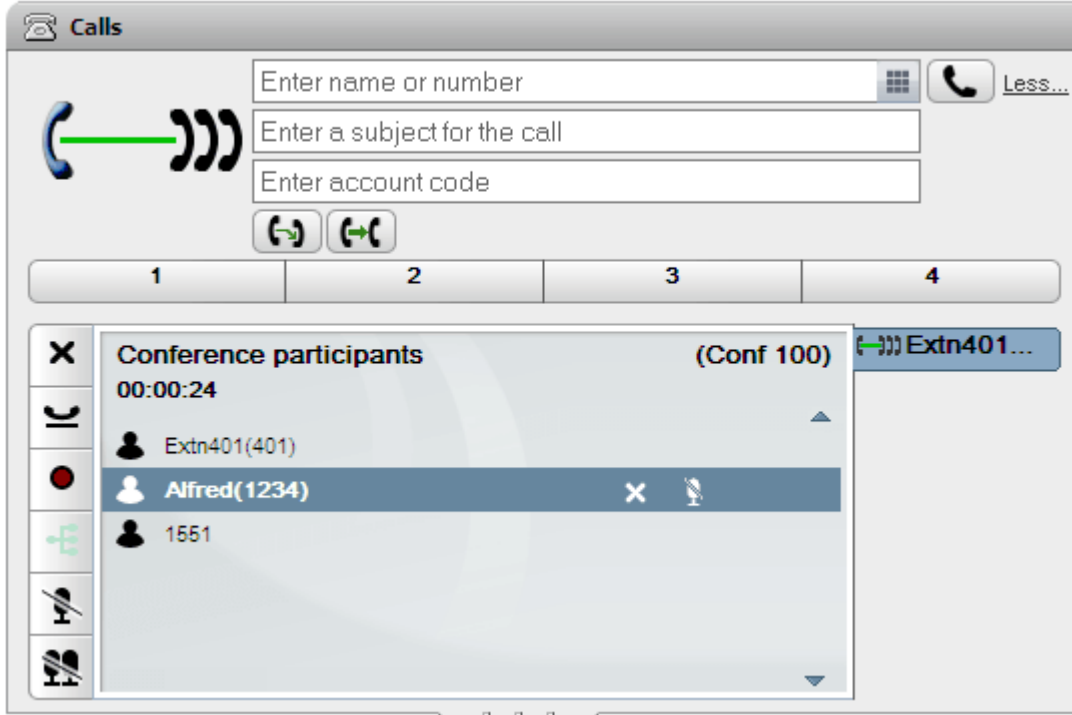 Calls
Enter name or number
Less...
Enter a subject for the call
Enter account code
1 2 3 4
Conference participants (Conf 100)
Extn401...
00:00:24
Extn401(401)
Alfred(1234)
1551